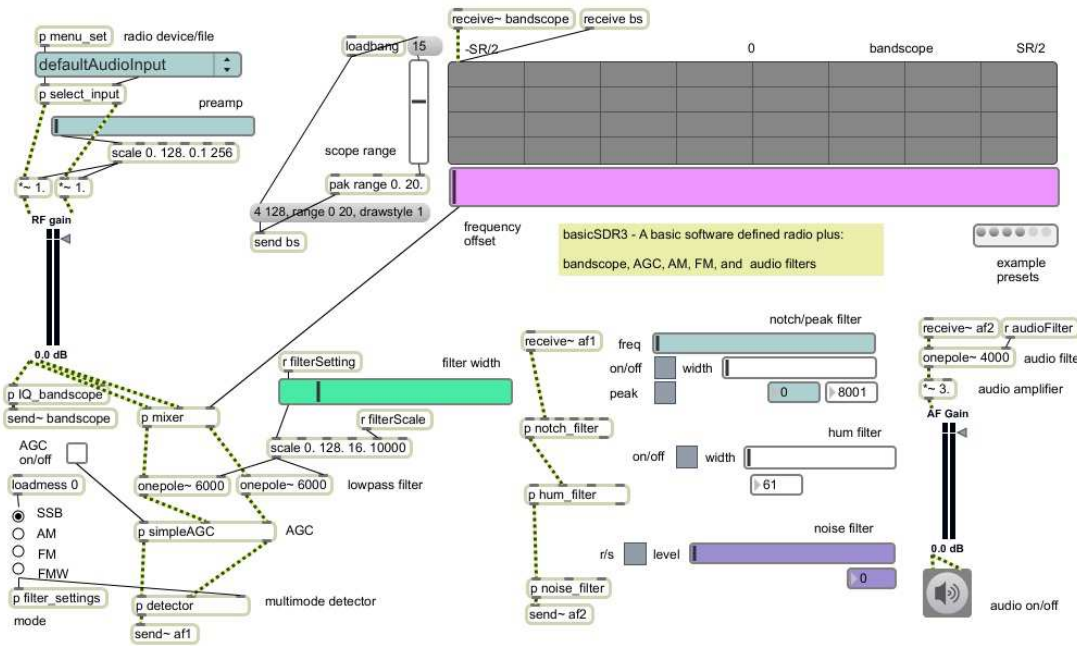 p menu_set
radio device/file
defaultAudioInput
p select_input
preamp
scale 0. 128. 0.1 256
*~ 1.
*~ 1.
RF gain
0.0 dB
p IQ_bandscope
send~ bandscope
p mixer
AGC
on/off
loadmess 0
SSB
AM
FM
FMW
p filter_settings
mode
receive~ bandscope
receive bs
loadbang
15
-SR/2
0
bandscope
SR/2
scope range
pak range 0. 20.
4 128, range 0 20, drawstyle 1
send bs
frequency
offset
basicSDR3 - A basic software defined radio plus:
bandscope, AGC, AM, FM, and audio filters
example
presets
r filterSetting
filter width
r filterScale
scale 0. 128. 16. 10000
onepole~ 6000
onepole~ 6000
lowpass filter
p simpleAGC
AGC
p detector
multimode detector
send~ af1
receive~ af1
p notch_filter
p hum_filter
p noise_filter
send~ af2
notch/peak filter
freq
on/off
width
peak
0
8001
hum filter
on/off
width
61
noise filter
r/s
level
0
receive~ af2
r audioFilter
onepole~ 4000
audio filte
*~ 3.
audio amplifier
AF Gain
0.0 dB
audio on/off